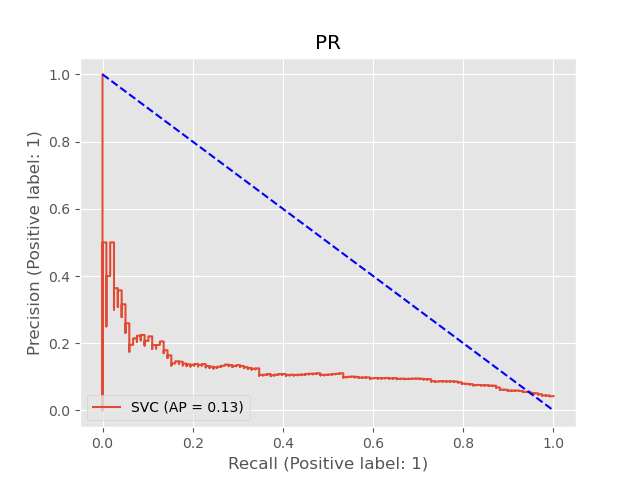 PR
Precision (Positive label: 1)
1.0
0.8
0.6
0.4
0.2
0.0
SVC (AP = 0.13)
0.0 0.2 0.4 0.6 0.8 1.0
Recall (Positive label: 1)